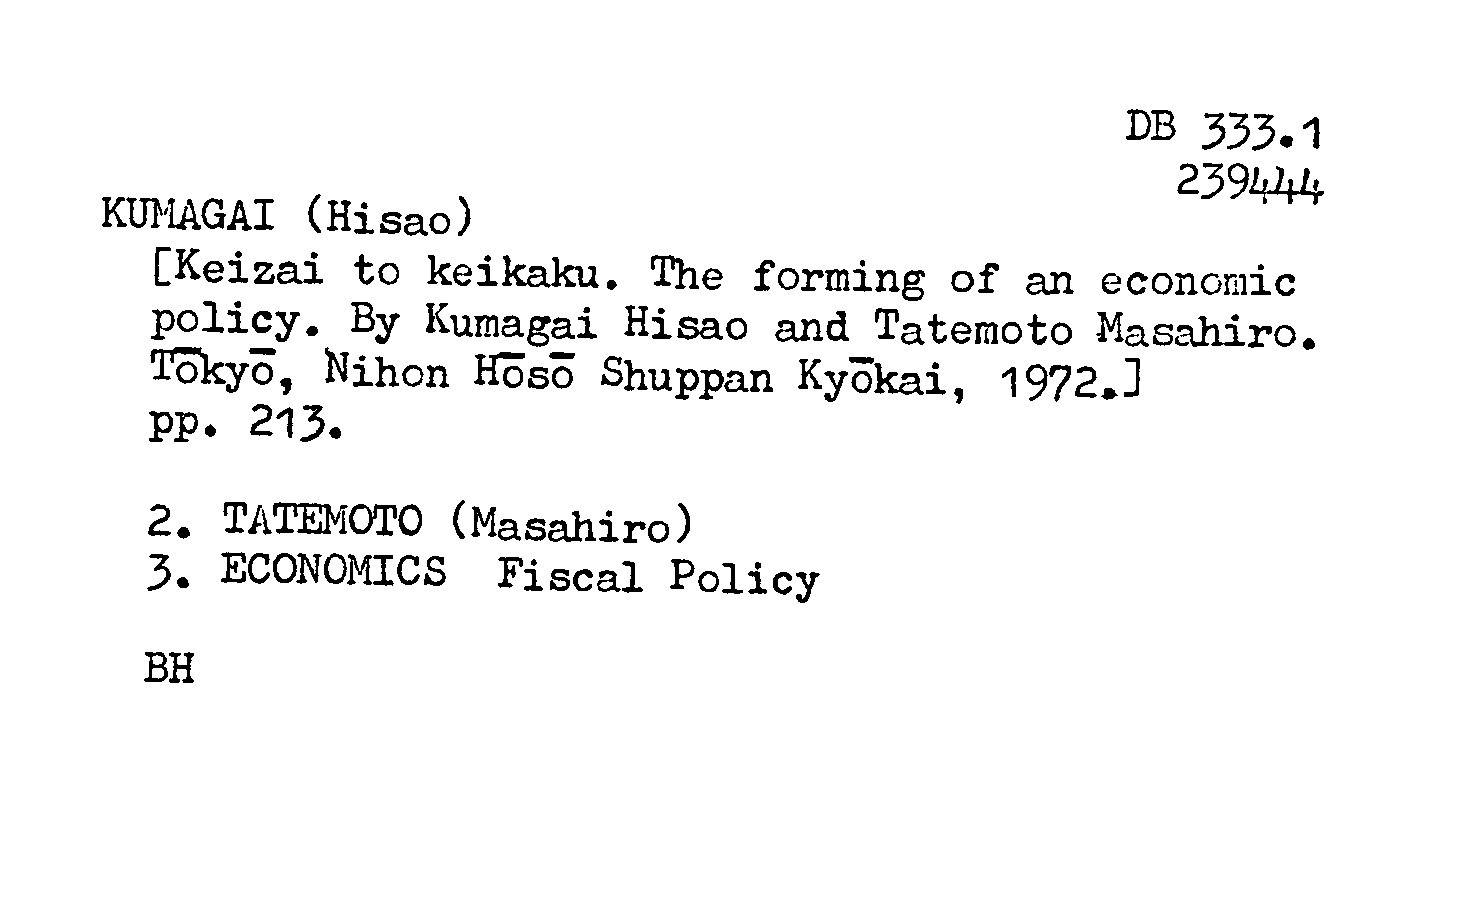 DB 333.1
239444
KUMAGAI (Hisao)
[Keizai to keikaku. The forming of an economic
policy. By Kumagai Hisao and Tatemoto Masahiro.
Tōkyō, Nihon Hōsō Shuppan Kyōkai, 1972.]
pp. 213.
2. TATEMOTO (Masahiro)
3. ECONOMICS Fiscal Policy
BH